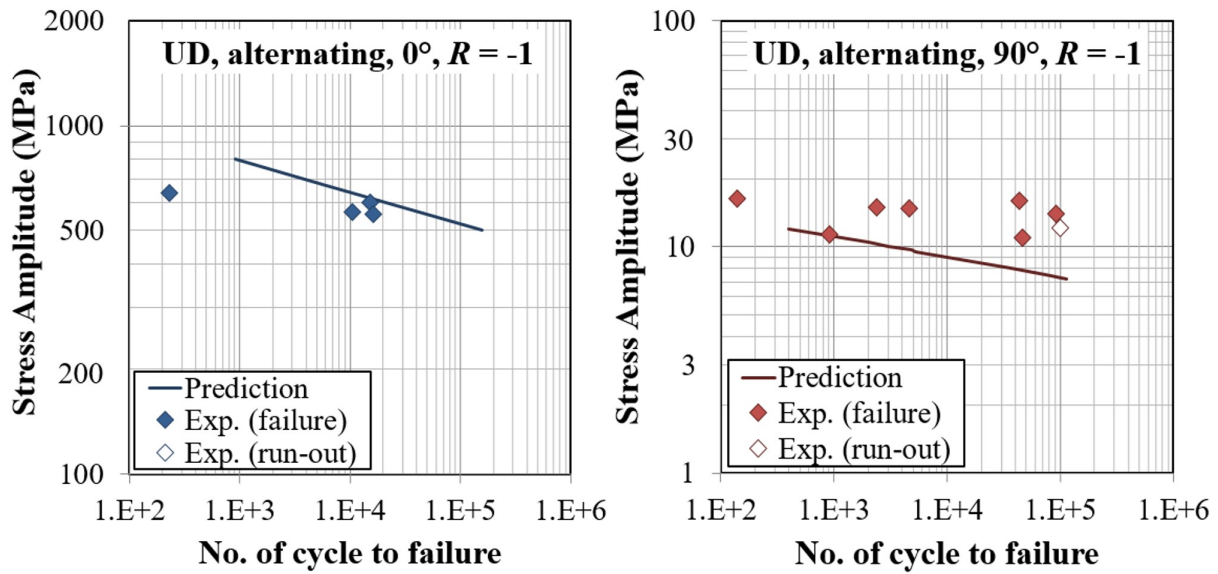 UD, alternating, 0°, R = -1
Stress Amplitude (MPa)
2000
1000
500
200
100
Prediction
Exp. (failure)
Exp. (run-out)
1.E+2 1.E+3 1.E+4 1.E+5 1.E+6
No. of cycle to failure
UD, alternating, 90°, R = -1
Stress Amplitude (MPa)
100
30
10
3
1
Prediction
Exp. (failure)
Exp. (run-out)
1.E+2 1.E+3 1.E+4 1.E+5 1.E+6
No. of cycle to failure